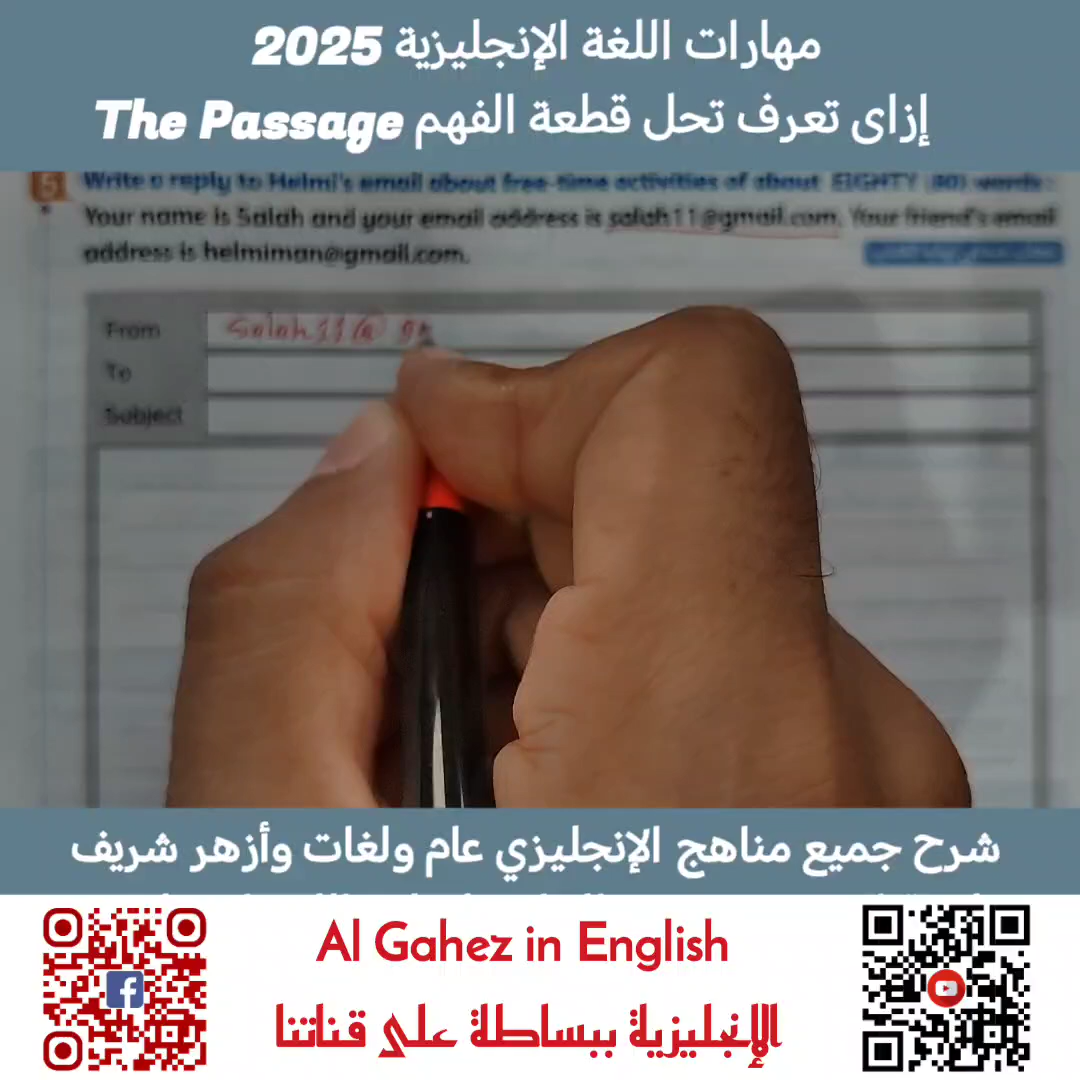 مهارات اللغة الإنجليزية 2025
إزاى تعرف تحل قطعة الفهم The Passage
5 Write a reply to Helmi's email about free-time activities of about EIGHTY (80) words:
Your name is Salah and your email address is salah11@gmail.com. Your friend's email
address is helmiman@gmail.com.
From Salah11@ gm
To
Subject
شرح جميع مناهج الإنجليزي عام ولغات وأزهر شريف
Al Gahez in English
الإنجليزية ببساطة على قناتنا